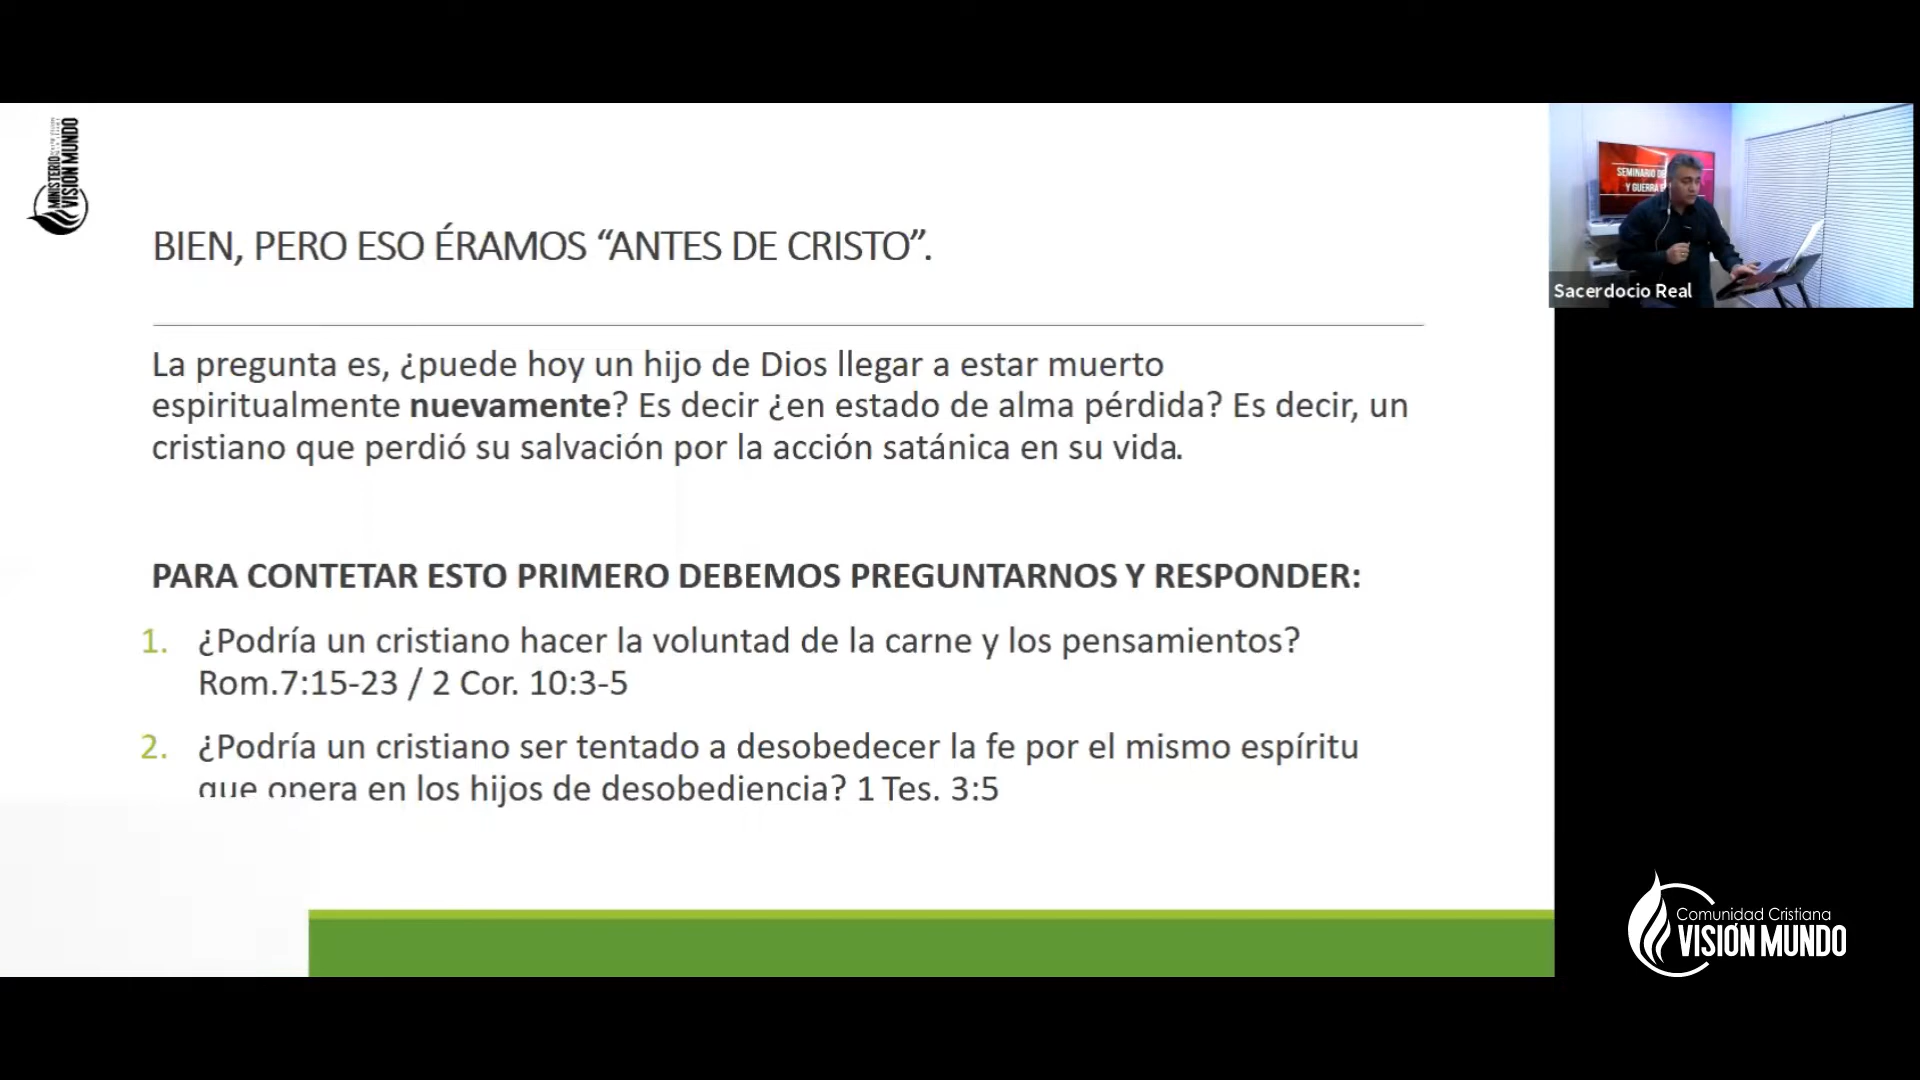 MINISTERIO
VISIÓN MUNDO
BIEN, PERO ESO ÉRAMOS “ANTES DE CRISTO”.
La pregunta es, ¿puede hoy un hijo de Dios llegar a estar muerto
espiritualmente nuevamente? Es decir ¿en estado de alma pérdida? Es decir, un
cristiano que perdió su salvación por la acción satánica en su vida.
PARA CONTETAR ESTO PRIMERO DEBEMOS PREGUNTARNOS Y RESPONDER:
1. ¿Podría un cristiano hacer la voluntad de la carne y los pensamientos?
Rom.7:15-23 / 2 Cor. 10:3-5
2. ¿Podría un cristiano ser tentado a desobedecer la fe por el mismo espíritu
que opera en los hijos de desobediencia? 1 Tes. 3:5
SEMINARIO
Y GUERRA
Sacerdocio Real
Comunidad Cristiana
VISIÓN MUNDO